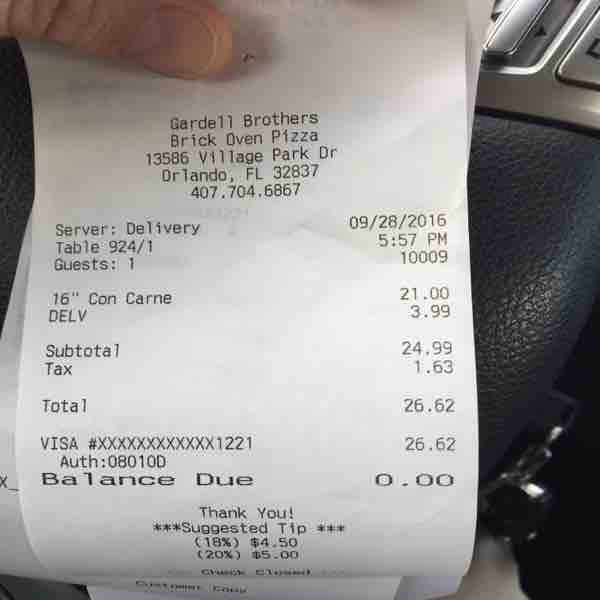 Gardell Brothers
Brick Oven Pizza
13586 Village Park Dr
Orlando, FL 32837
407.704.6867
Server: Delivery 09/28/2016
Table 924/1 5:57 PM
Guests: 1 10009
16" Con Carne 21.00
DELV 3.99
Subtotal 24.99
Tax 1.63
Total 26.62
VISA #XXXXXXXXXXXX1221 26.62
Auth:08010D
Balance Due 0.00
Thank You!
***Suggested Tip ***
(18%) $4.50
(20%) $5.00
Check Closed
Customer Copy